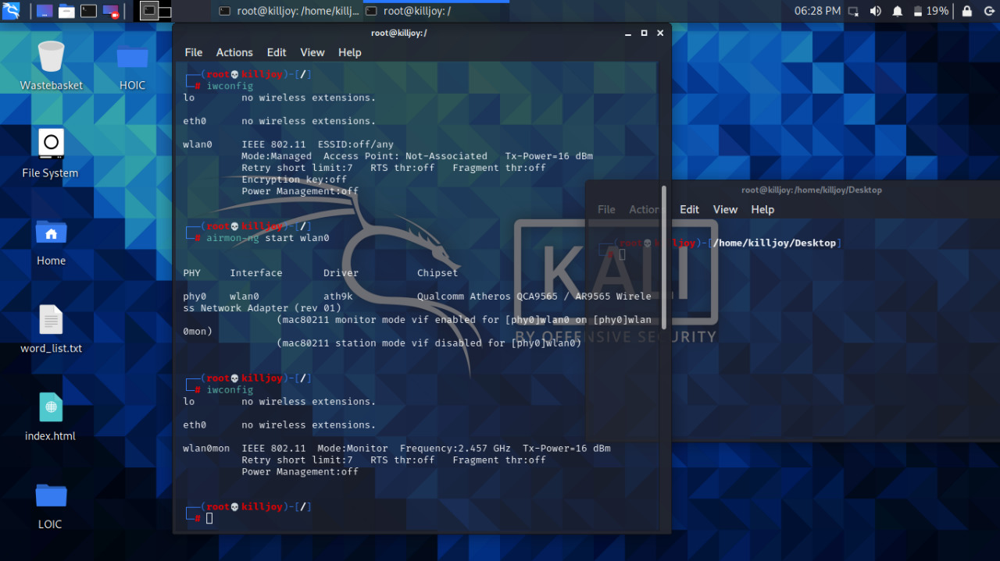 root@killjoy: /home/killj...
root@killjoy: /
06:28 PM
19%
Wastebasket
HOIC
File System
Home
word_list.txt
index.html
LOIC
root@killjoy:/
File Actions Edit View Help
(root💀killjoy)-[/]
# iwconfig
lo no wireless extensions.
eth0 no wireless extensions.
wlan0 IEEE 802.11 ESSID:off/any
Mode:Managed Access Point: Not-Associated Tx-Power=16 dBm
Retry short limit:7 RTS thr:off Fragment thr:off
Encryption key:off
Power Management:off
(root💀killjoy)-[/]
# airmon-ng start wlan0
PHY Interface Driver Chipset
phy0 wlan0 ath9k Qualcomm Atheros QCA9565 / AR9565 Wirele
ss Network Adapter (rev 01)
(mac80211 monitor mode vif enabled for [phy0]wlan0 on [phy0]wlan
0mon)
(mac80211 station mode vif disabled for [phy0]wlan0)
(root💀killjoy)-[/]
# iwconfig
lo no wireless extensions.
eth0 no wireless extensions.
wlan0mon IEEE 802.11 Mode:Monitor Frequency:2.457 GHz Tx-Power=16 dBm
Retry short limit:7 RTS thr:off Fragment thr:off
Power Management:off
(root💀killjoy)-[/]
#
root@killjoy:/home/killjoy/Desktop
File Actions Edit View Help
(root💀killjoy)-[/home/killjoy/Desktop]
#
KALI
BY OFFENSIVE SECURITY